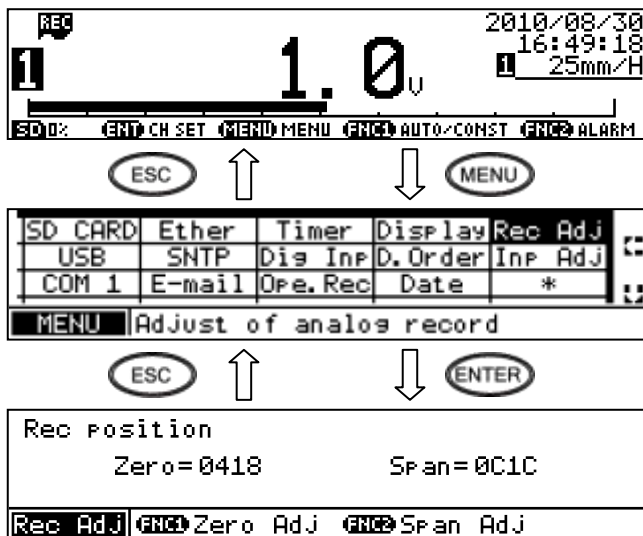 REC
2010/08/30
16:49:18
1 1.0V 1 25mm/H
SD 0% ENT CH SET MENU MENU FNC1 AUTO/CONST FNC2 ALARM
ESC MENU
SD CARD Ether Timer Display Rec Adj
USB SNTP Dig Inp D.Order Inp Adj
COM 1 E-mail Ope.Rec Date *
MENU Adjust of analog record
ESC ENTER
Rec position
Zero=0418 Span=0C1C
Rec Adj FNC1 Zero Adj FNC2 Span Adj